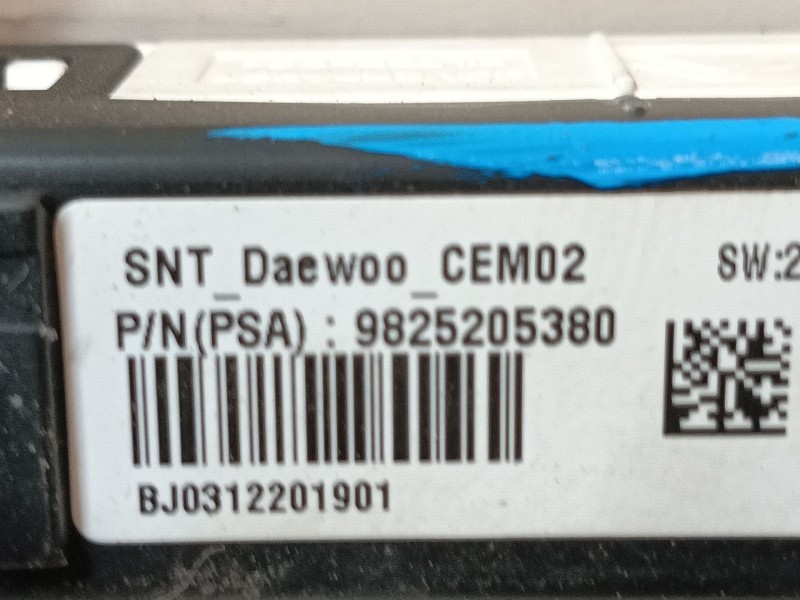 SNT_Daewoo_CEM02
SW:2
P/N(PSA) : 9825205380
BJ0312201901